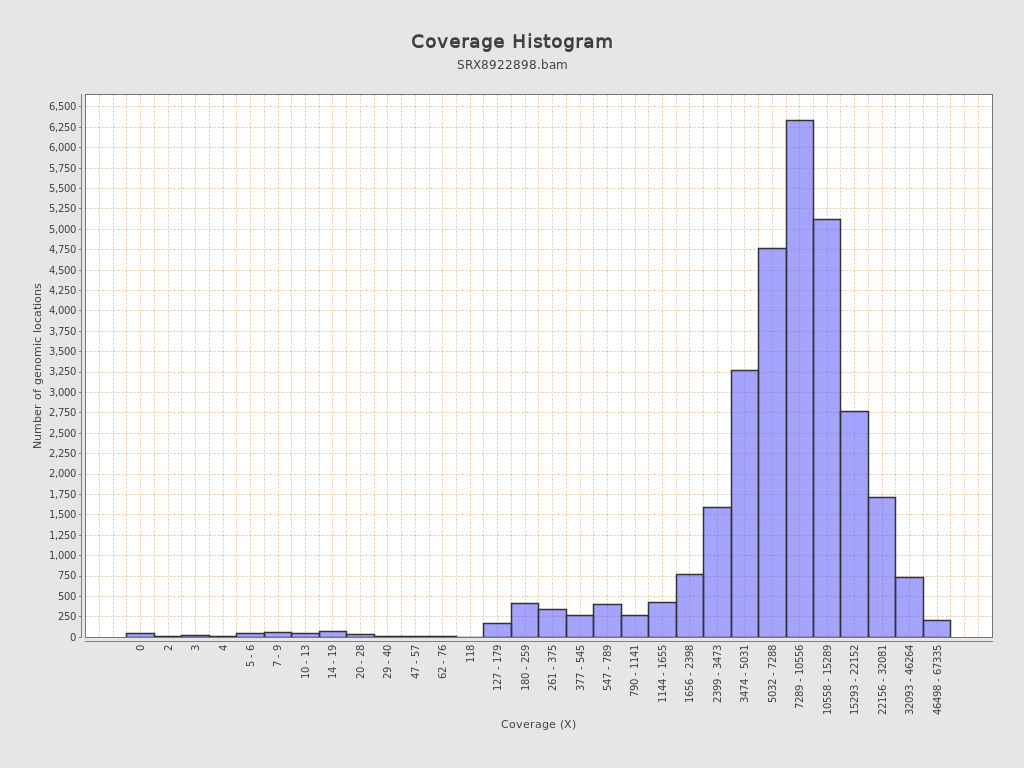 Coverage Histogram
SRX8922898.bam
Number of genomic locations
6,500
6,250
6,000
5,750
5,500
5,250
5,000
4,750
4,500
4,250
4,000
3,750
3,500
3,250
3,000
2,750
2,500
2,250
2,000
1,750
1,500
1,250
1,000
750
500
250
0
0
2
3
4
5 - 6
7 - 9
10 - 13
14 - 19
20 - 28
29 - 40
47 - 57
62 - 76
118
127 - 179
180 - 259
261 - 375
377 - 545
547 - 789
790 - 1141
1144 - 1655
1656 - 2398
2399 - 3473
3474 - 5031
5032 - 7288
7289 - 10556
10558 - 15289
15293 - 22152
22156 - 32081
32093 - 46264
46498 - 67335
Coverage (X)